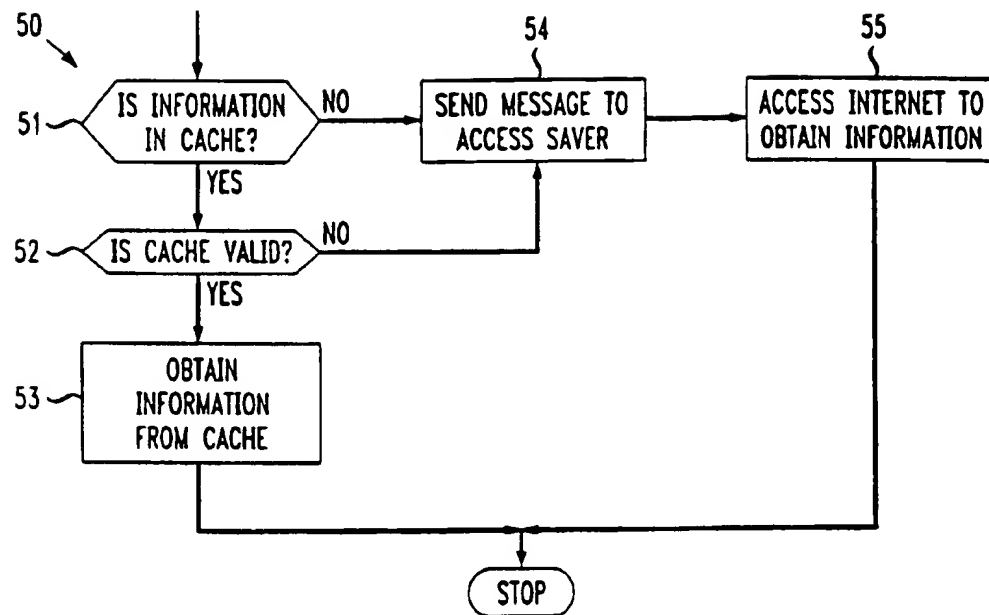 50
54
55
51
IS INFORMATION
IN CACHE?
NO
SEND MESSAGE TO
ACCESS SAVER
ACCESS INTERNET TO
OBTAIN INFORMATION
YES
52
IS CACHE VALID?
NO
YES
53
OBTAIN
INFORMATION
FROM CACHE
STOP